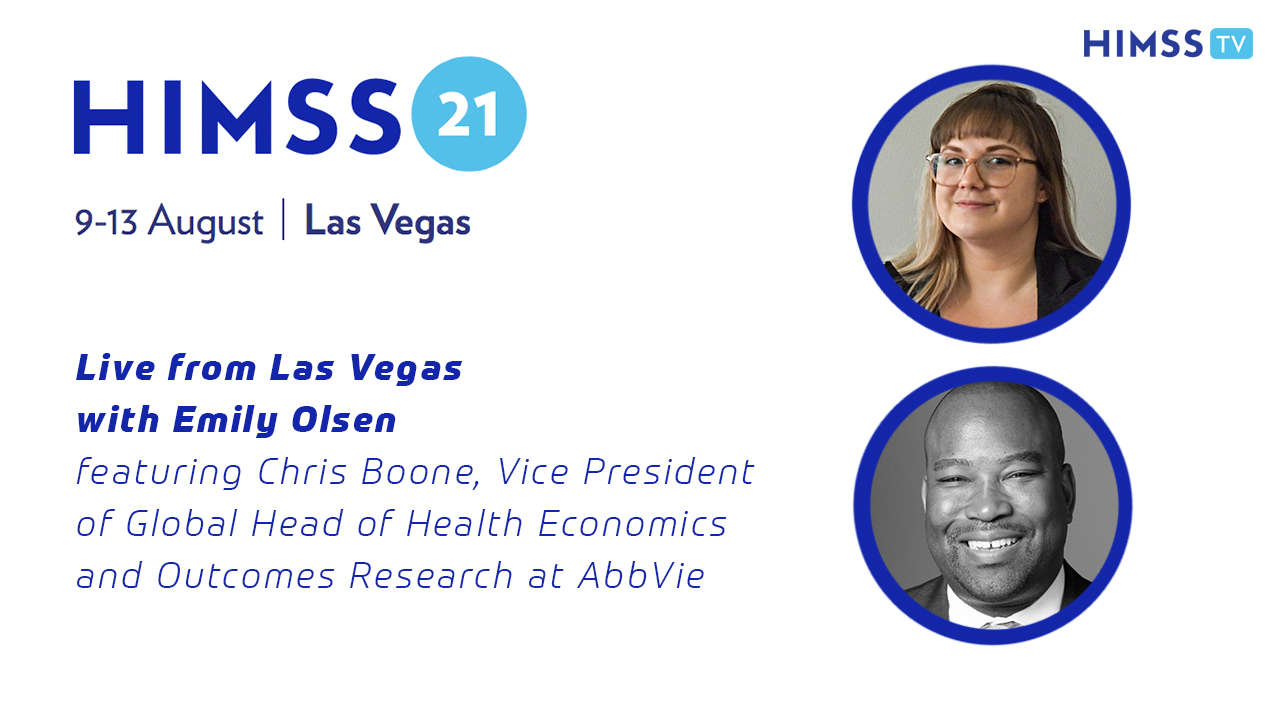 HIMSS TV
HIMSS 21
9-13 August | Las Vegas
Live from Las Vegas
with Emily Olsen
featuring Chris Boone, Vice President
of Global Head of Health Economics
and Outcomes Research at AbbVie